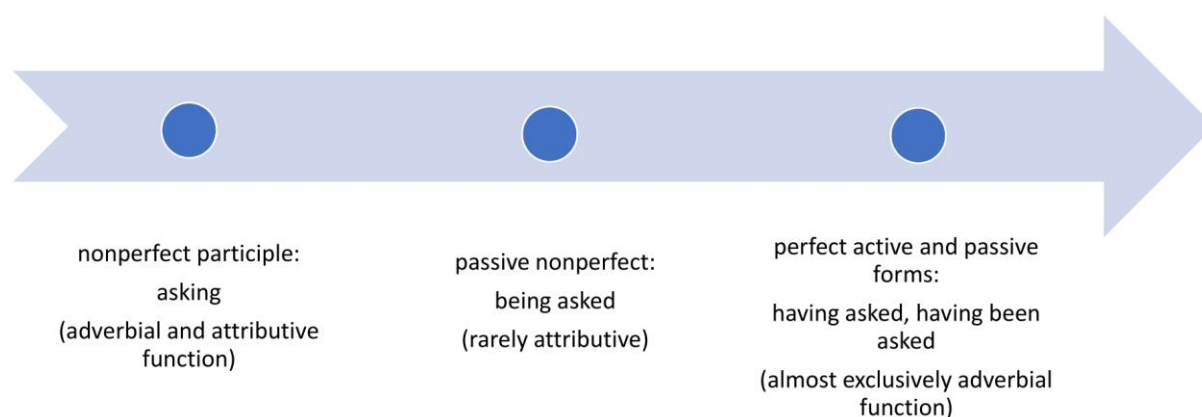 nonperfect participle:
asking
(adverbial and attributive
function)
passive nonperfect:
being asked
(rarely attributive)
perfect active and passive
forms:
having asked, having been
asked
(almost exclusively adverbial
function)